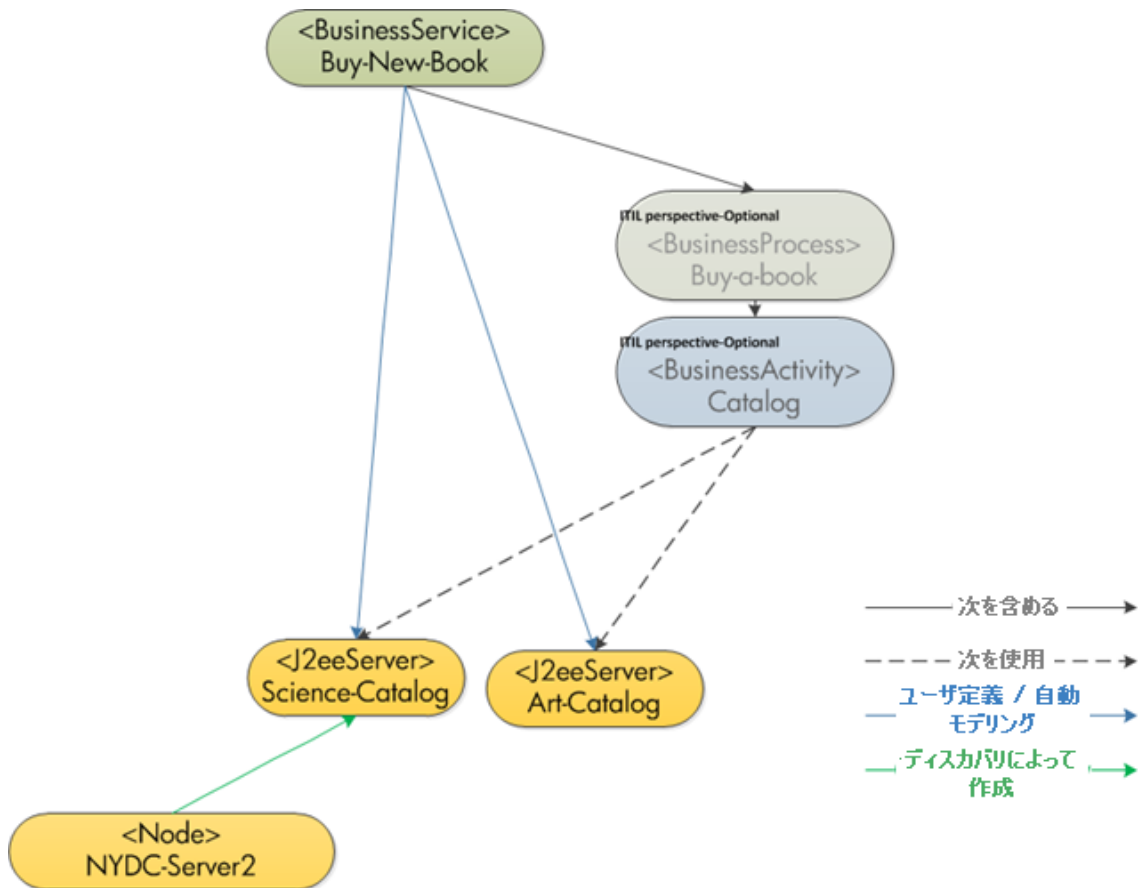 <BusinessService>
Buy-New-Book
ITIL perspective-Optional
<BusinessProcess>
Buy-a-book
ITIL perspective-Optional
<BusinessActivity>
Catalog
<J2eeServer>
Science-Catalog
<J2eeServer>
Art-Catalog
<Node>
NYDC-Server2
次を含める
次を使用
ユーザ定義 / 自動
モデリング
ディスカバリによって
作成